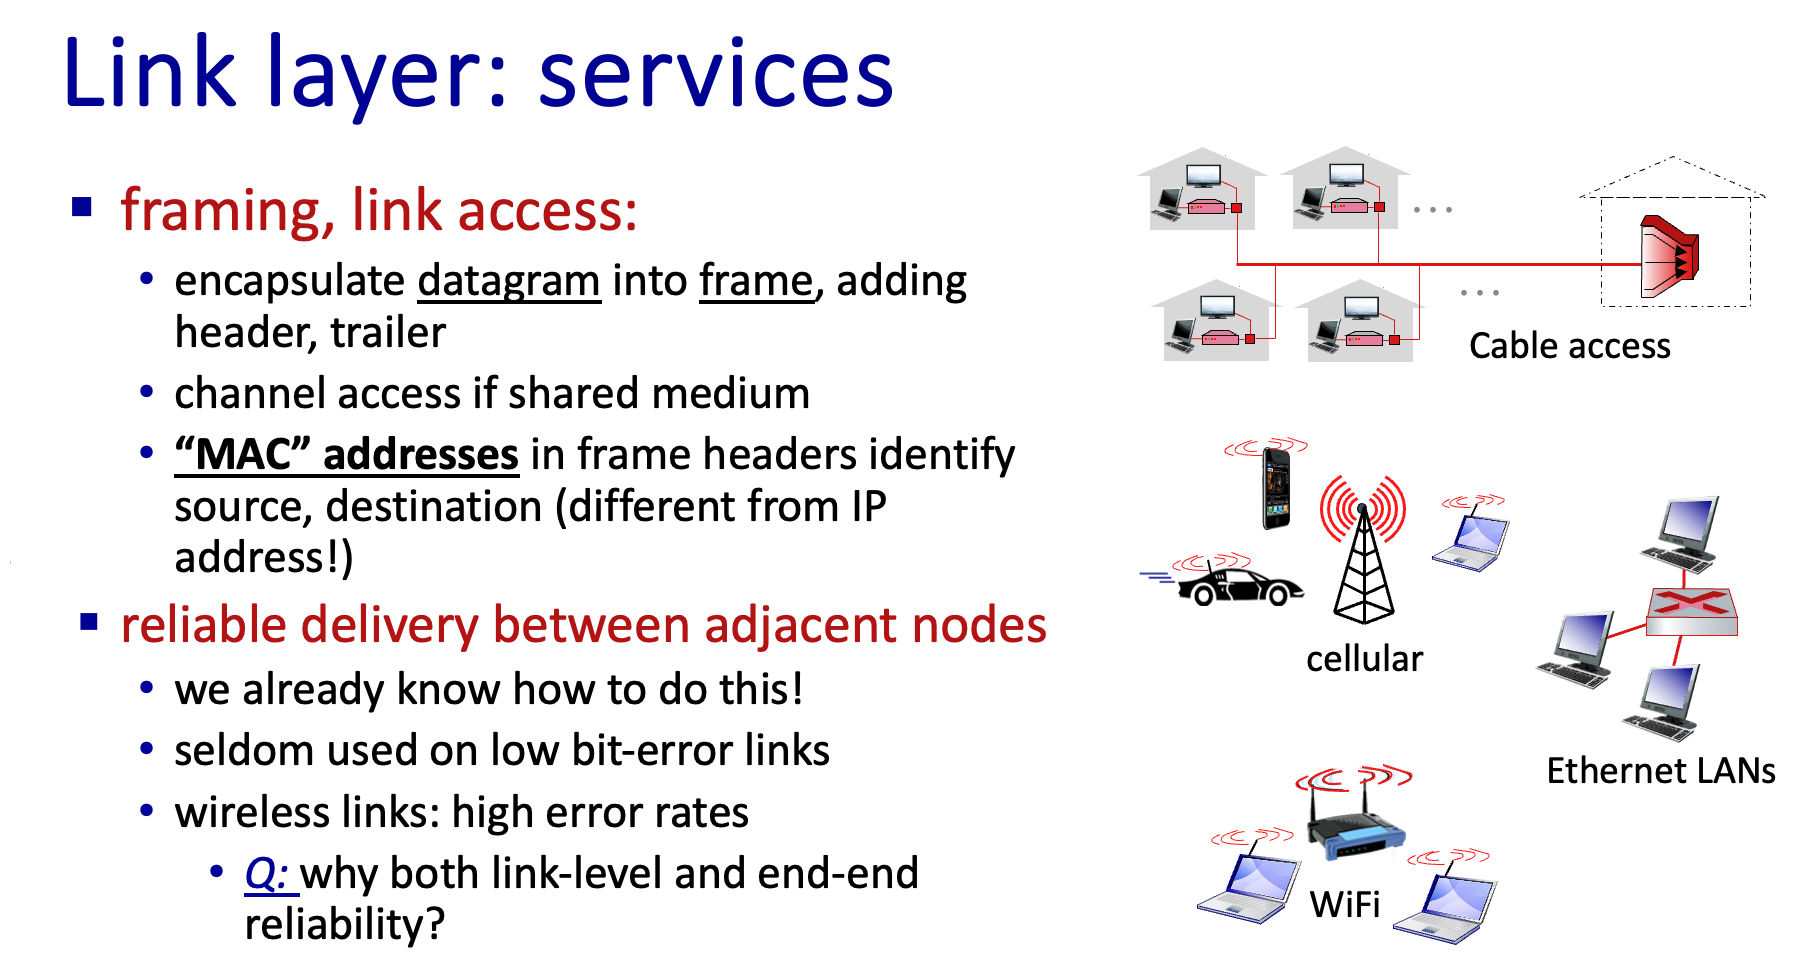 Link layer: services
framing, link access:
encapsulate datagram into frame, adding
header, trailer
channel access if shared medium
“MAC” addresses in frame headers identify
source, destination (different from IP
address!)
reliable delivery between adjacent nodes
we already know how to do this!
seldom used on low bit-error links
wireless links: high error rates
Q: why both link-level and end-end
reliability?
...
...
Cable access
cellular
Ethernet LANs
WiFi